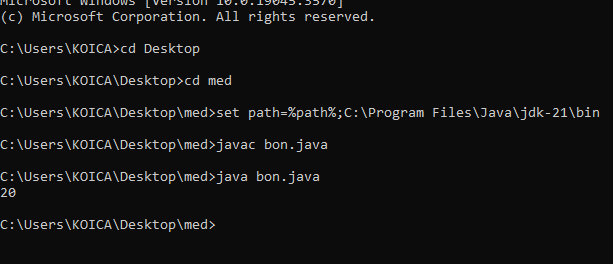 Microsoft Windows [Version 10.0.19045.3570]
(c) Microsoft Corporation. All rights reserved.
C:\Users\KOICA>cd Desktop
C:\Users\KOICA\Desktop>cd med
C:\Users\KOICA\Desktop\med>set path=%path%;C:\Program Files\Java\jdk-21\bin
C:\Users\KOICA\Desktop\med>javac bon.java
C:\Users\KOICA\Desktop\med>java bon.java
20
C:\Users\KOICA\Desktop\med>